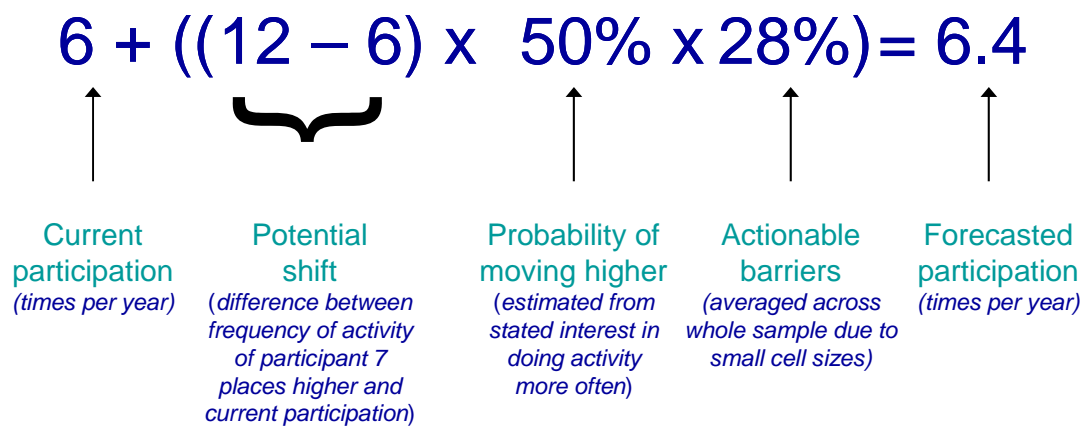 6 + ((12 – 6) x 50% x 28%) = 6.4
Current
participation
(times per year)
Potential
shift
(difference between
frequency of activity
of participant 7
places higher and
current participation)
Probability of
moving higher
(estimated from
stated interest in
doing activity
more often)
Actionable
barriers
(averaged across
whole sample due to
small cell sizes)
Forecasted
participation
(times per year)